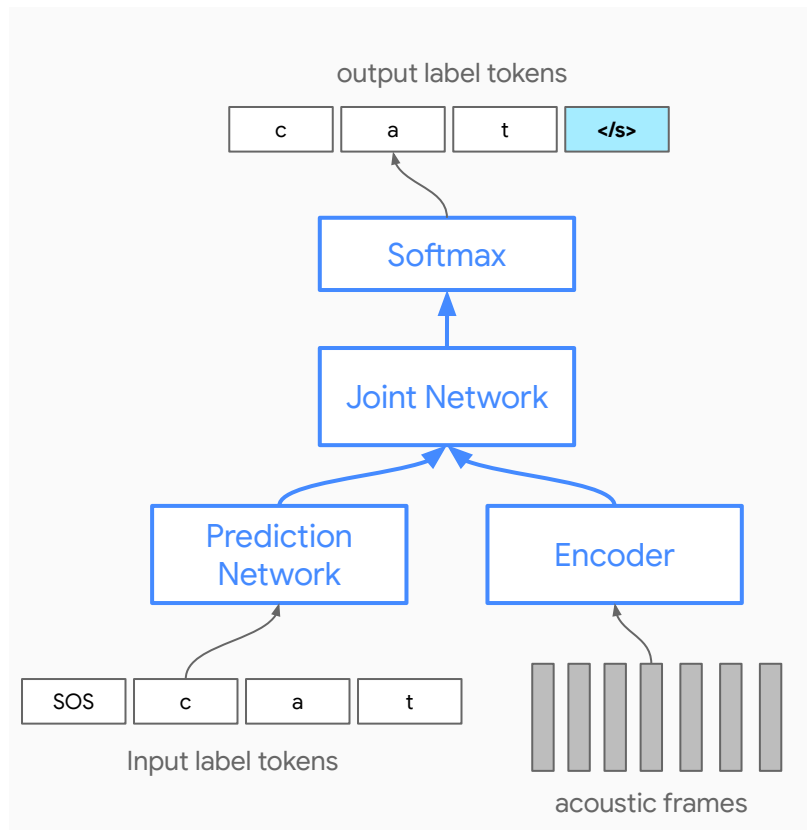 output label tokens
c a t </s>
Softmax
Joint Network
Prediction
Network
Encoder
SOS c a t
Input label tokens
acoustic frames